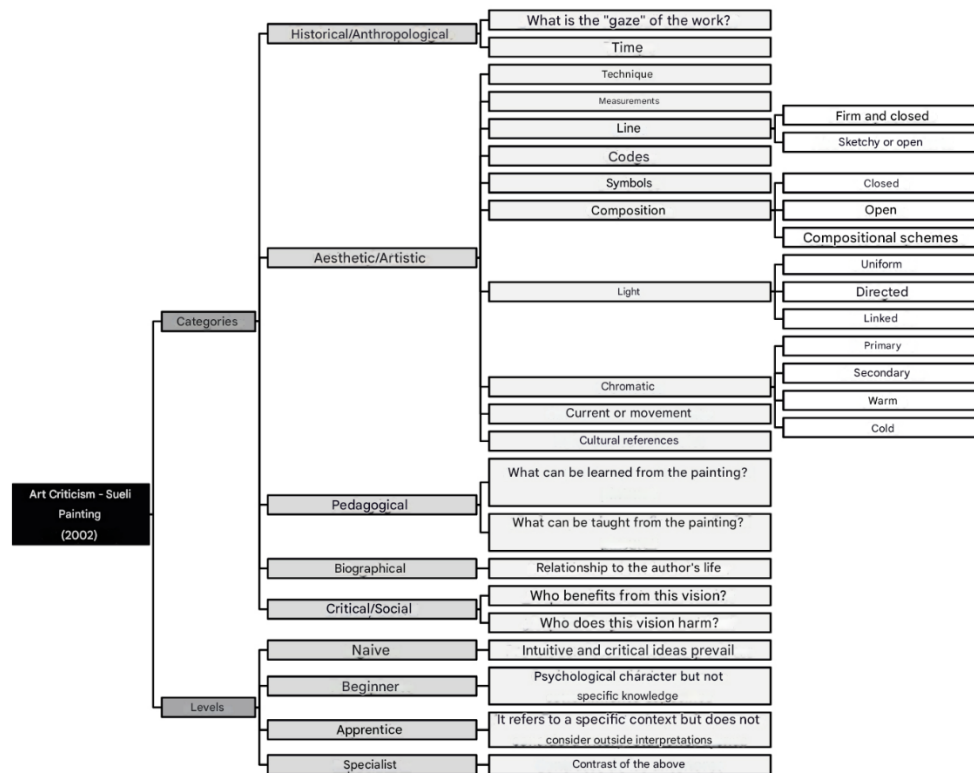 Art Criticism - Sueli
Painting
(2002)
Categories
Historical/Anthropological
What is the "gaze" of the work?
Time
Aesthetic/Artistic
Technique
Measurements
Line
Firm and closed
Sketchy or open
Codes
Symbols
Composition
Closed
Open
Compositional schemes
Light
Uniform
Directed
Linked
Chromatic
Primary
Secondary
Warm
Cold
Current or movement
Cultural references
Pedagogical
What can be learned from the painting?
What can be taught from the painting?
Biographical
Relationship to the author's life
Critical/Social
Who benefits from this vision?
Who does this vision harm?
Levels
Naive
Intuitive and critical ideas prevail
Beginner
Psychological character but not
specific knowledge
Apprentice
It refers to a specific context but does not
consider outside interpretations
Specialist
Contrast of the above